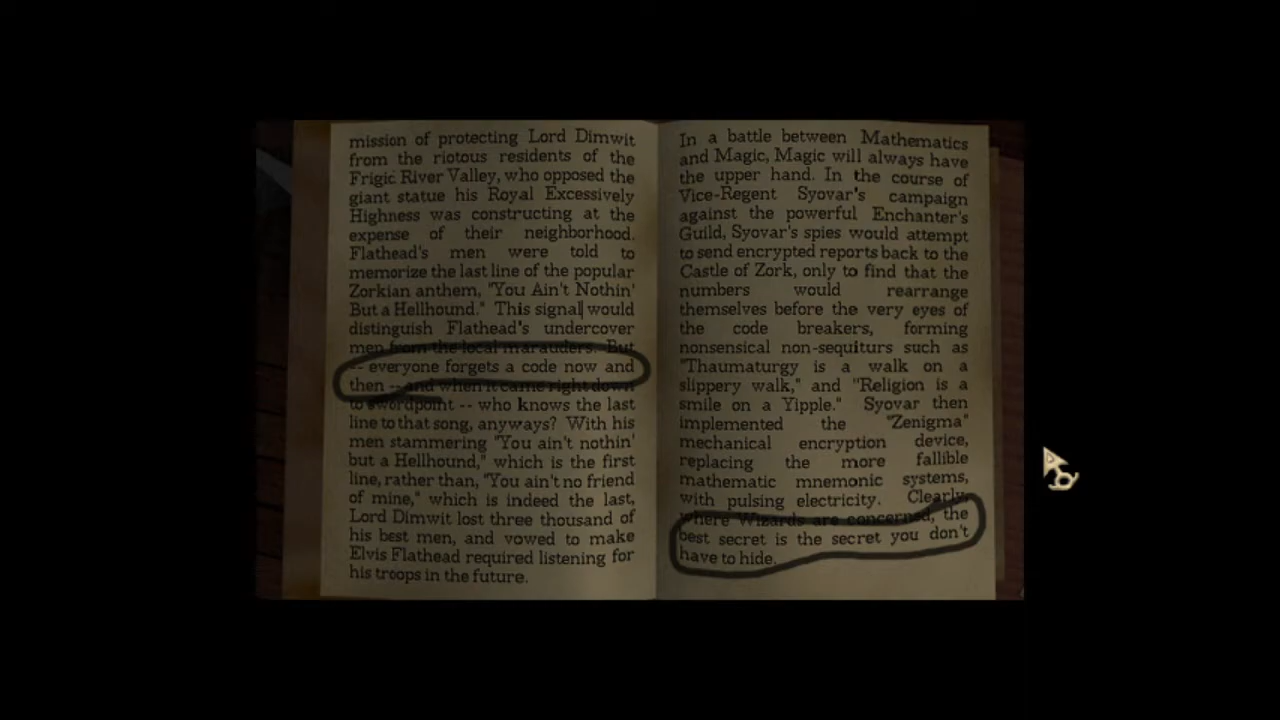 mission of protecting Lord Dimwit
from the riotous residents of the
Frigic River Valley, who opposed the
giant statue his Royal Excessively
Highness was constructing at the
expense of their neighborhood.
Flathead's men were told to
memorize the last line of the popular
Zorkian anthem, "You Ain't Nothin'
But a Hellhound." This signal would
distinguish Flathead's undercover
men from the local marauders. But
-- everyone forgets a code now and
then -- and when it came right down
to swordpoint -- who knows the last
line to that song, anyways? With his
men stammering "You ain't nothin'
but a Hellhound," which is the first
line, rather than, "You ain't no friend
of mine," which is indeed the last,
Lord Dimwit lost three thousand of
his best men, and vowed to make
Elvis Flathead required listening for
his troops in the future.
In a battle between Mathematics
and Magic, Magic will always have
the upper hand. In the course of
Vice-Regent Syovar's campaign
against the powerful Enchanter's
Guild, Syovar's spies would attempt
to send encrypted reports back to the
Castle of Zork, only to find that the
numbers would rearrange
themselves before the very eyes of
the code breakers, forming
nonsensical non-sequiturs such as
"Thaumaturgy is a walk on a
slippery walk," and "Religion is a
smile on a Yipple." Syovar then
implemented the "Zenigma"
mechanical encryption device,
replacing the more fallible
mathematic mnemonic systems,
with pulsing electricity. Clearly,
where Wizards are concerned, the
best secret is the secret you don't
have to hide.